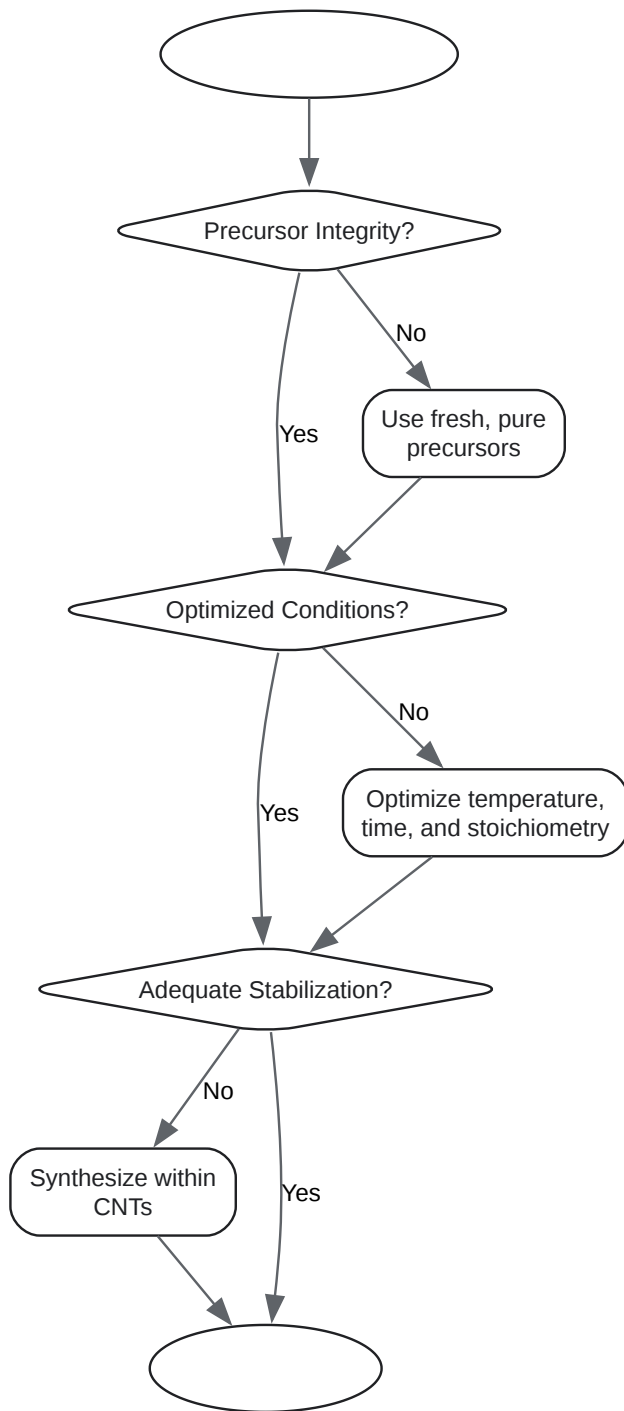 Precursor Integrity?
No
Use fresh, pure
precursors
Yes
Optimized Conditions?
No
Optimize temperature,
time, and stoichiometry
Yes
Adequate Stabilization?
No
Synthesize within
CNTs
Yes